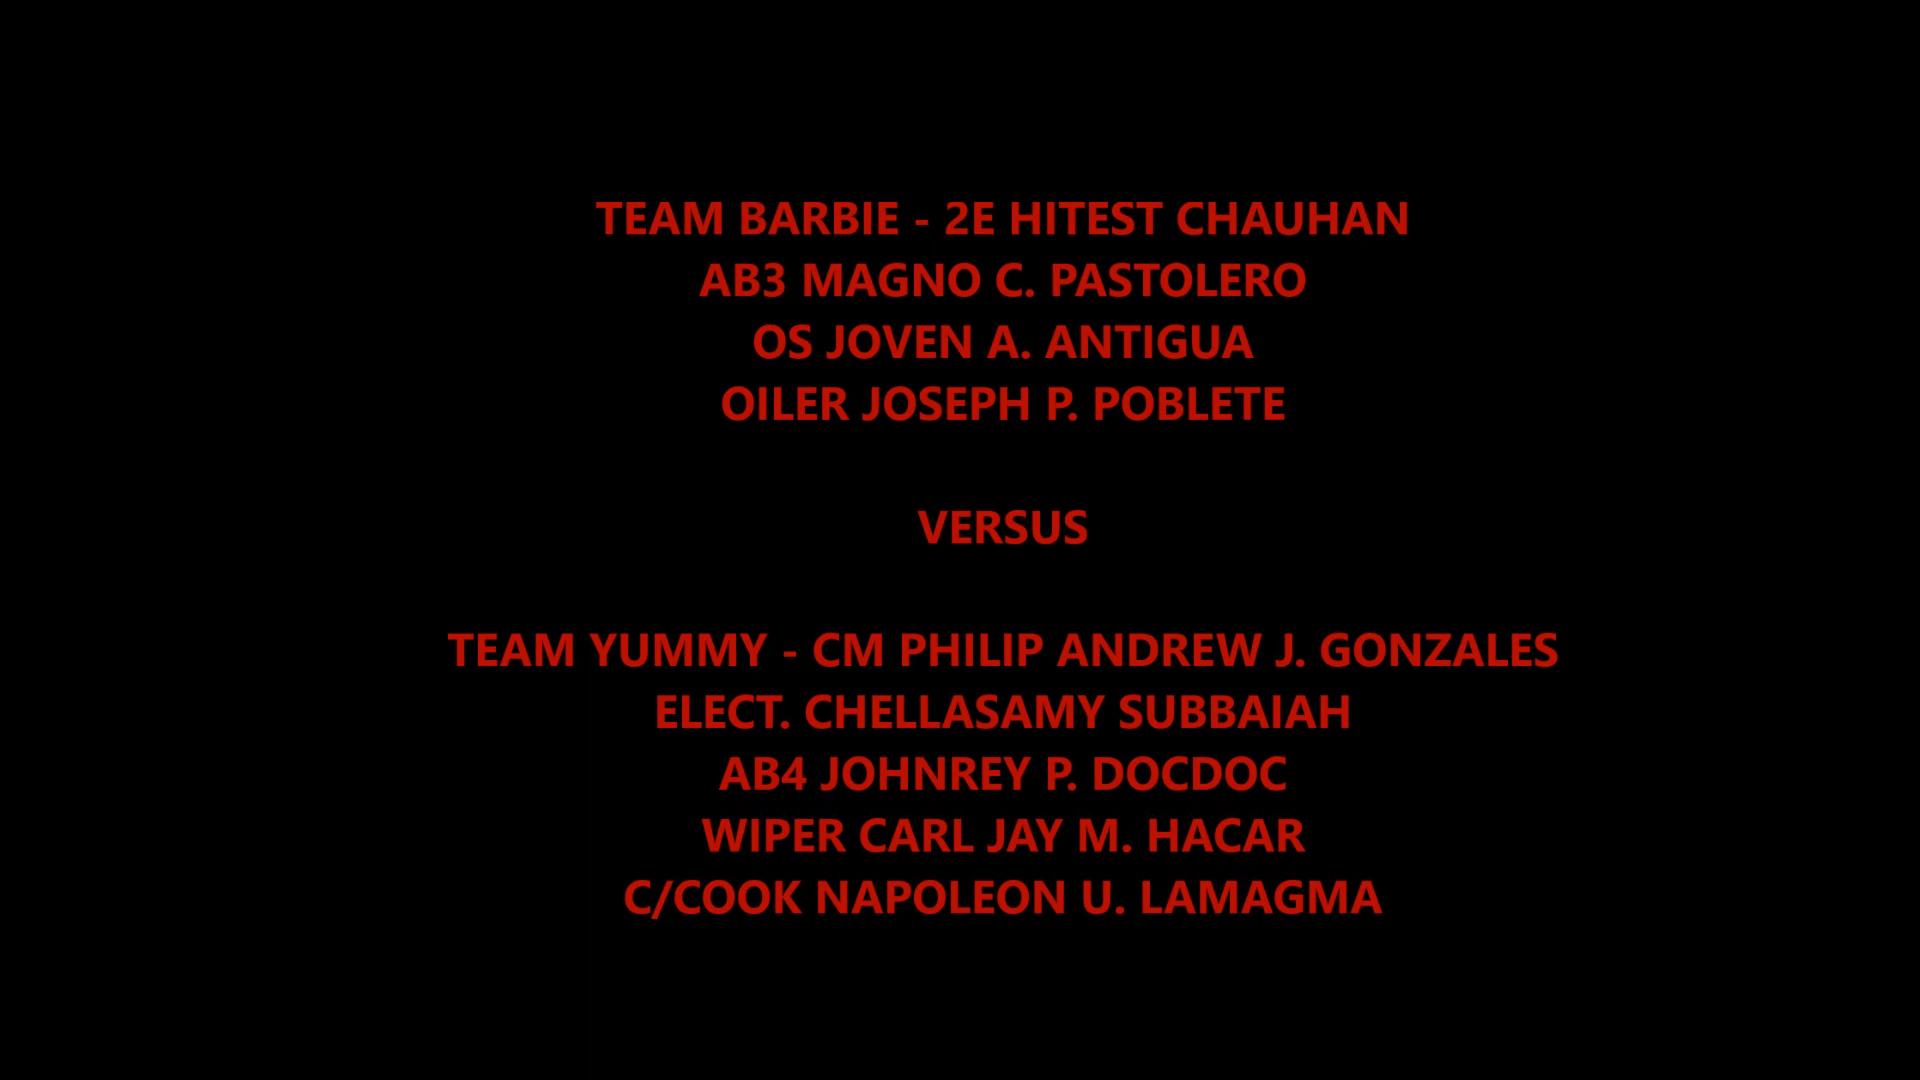 TEAM BARBIE - 2E HITEST CHAUHAN
AB3 MAGNO C. PASTOLERO
OS JOVEN A. ANTIGUA
OILER JOSEPH P. POBLETE
VERSUS
TEAM YUMMY - CM PHILIP ANDREW J. GONZALES
ELECT. CHELLASAMY SUBBAIAH
AB4 JOHNREY P. DOCDOC
WIPER CARL JAY M. HACAR
C/COOK NAPOLEON U. LAMAGMA